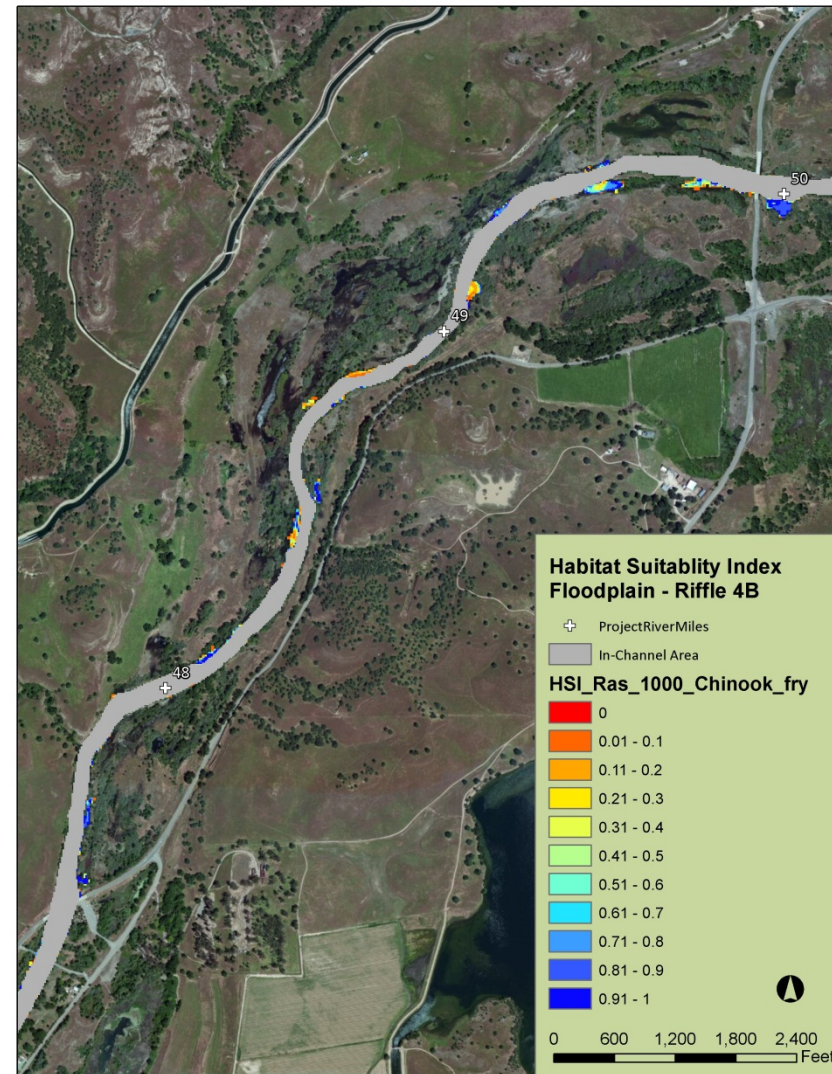 50
49
48
Habitat Suitablity Index
Floodplain - Riffle 4B
ProjectRiverMiles
In-Channel Area
HSI_Ras_1000_Chinook_fry
0
0.01 - 0.1
0.11 - 0.2
0.21 - 0.3
0.31 - 0.4
0.41 - 0.5
0.51 - 0.6
0.61 - 0.7
0.71 - 0.8
0.81 - 0.9
0.91 - 1
0 600 1,200 1,800 2,400
Feet